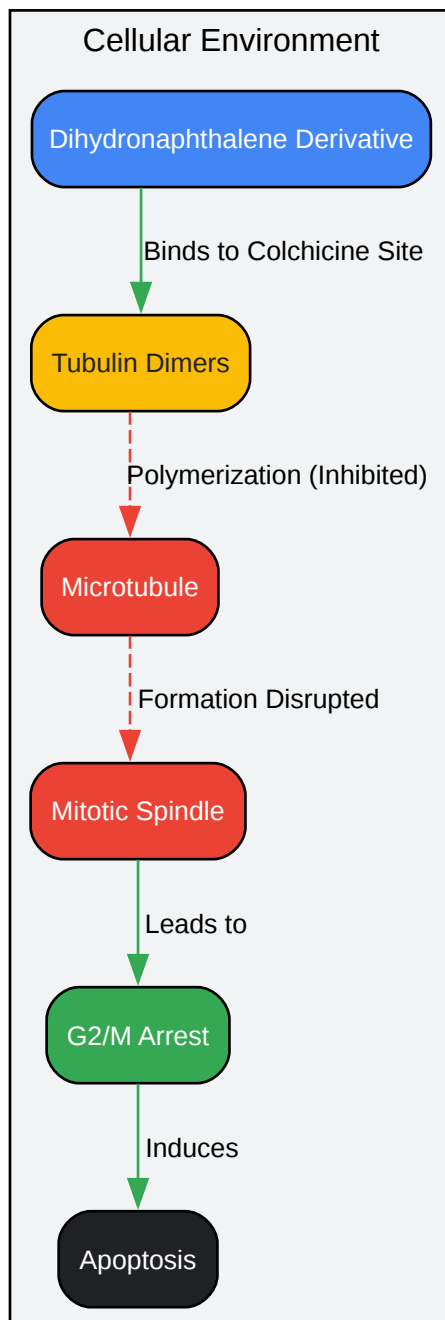 Cellular Environment
Dihydronaphthalene Derivative
Binds to Colchicine Site
Tubulin Dimers
Polymerization (Inhibited)
Microtubule
Formation Disrupted
Mitotic Spindle
Leads to
G2/M Arrest
Induces
Apoptosis